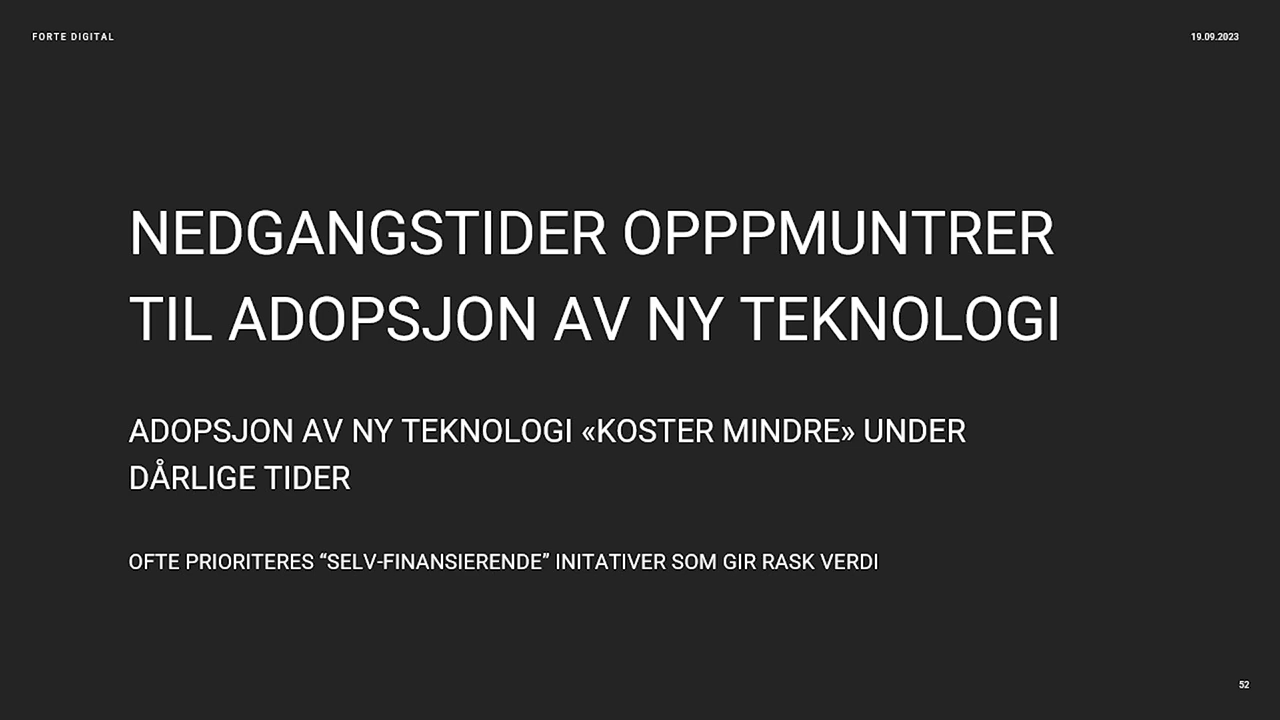 FORTE DIGITAL
19.09.2023
NEDGANGSTIDER OPPPMUNTRER
TIL ADOPSJON AV NY TEKNOLOGI
ADOPSJON AV NY TEKNOLOGI «KOSTER MINDRE» UNDER
DÅRLIGE TIDER
OFTE PRIORITERES “SELV-FINANSIERENDE” INITATIVER SOM GIR RASK VERDI
52